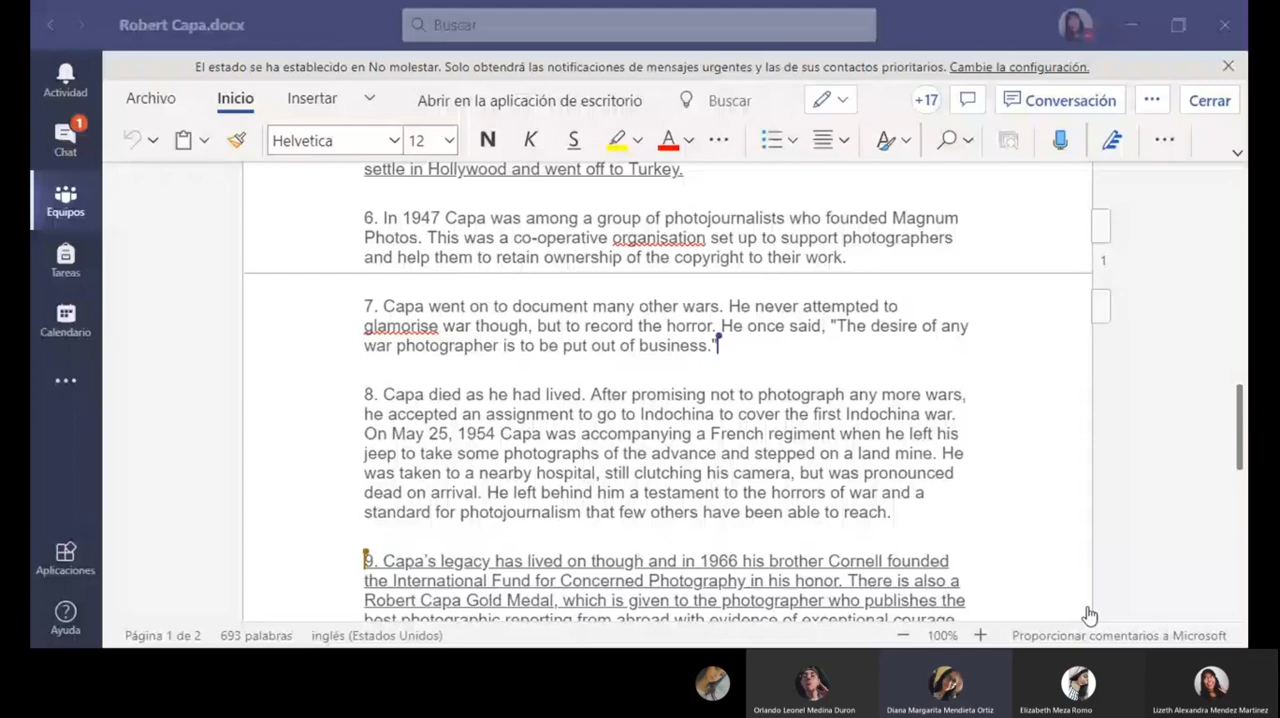 Robert Capa.docx
Buscar
El estado se ha establecido en No molestar. Solo obtendrá las notificaciones de mensajes urgentes y las de sus contactos prioritarios. Cambie la configuración.
Actividad
Archivo Inicio Insertar Abrir en la aplicación de escritorio Buscar +17 Conversación ... Cerrar
1
Chat
Helvetica 12 N K S A ... ...
Equipos
Tareas
Calendario
...
Aplicaciones
Ayuda
settle in Hollywood and went off to Turkey.
6. In 1947 Capa was among a group of photojournalists who founded Magnum
Photos. This was a co-operative organisation set up to support photographers
and help them to retain ownership of the copyright to their work.
1
7. Capa went on to document many other wars. He never attempted to
glamorise war though, but to record the horror. He once said, "The desire of any
war photographer is to be put out of business."
8. Capa died as he had lived. After promising not to photograph any more wars,
he accepted an assignment to go to Indochina to cover the first Indochina war.
On May 25, 1954 Capa was accompanying a French regiment when he left his
jeep to take some photographs of the advance and stepped on a land mine. He
was taken to a nearby hospital, still clutching his camera, but was pronounced
dead on arrival. He left behind him a testament to the horrors of war and a
standard for photojournalism that few others have been able to reach.
9. Capa’s legacy has lived on though and in 1966 his brother Cornell founded
the International Fund for Concerned Photography in his honor. There is also a
Robert Capa Gold Medal, which is given to the photographer who publishes the
best photographic reporting from abroad with evidence of exceptional courage
Página 1 de 2 693 palabras inglés (Estados Unidos) 100% Proporcionar comentarios a Microsoft
Orlando Leonel Medina Duron
Diana Margarita Mendieta Ortiz
Elizabeth Meza Romo
Lizeth Alexandra Mendez Martinez